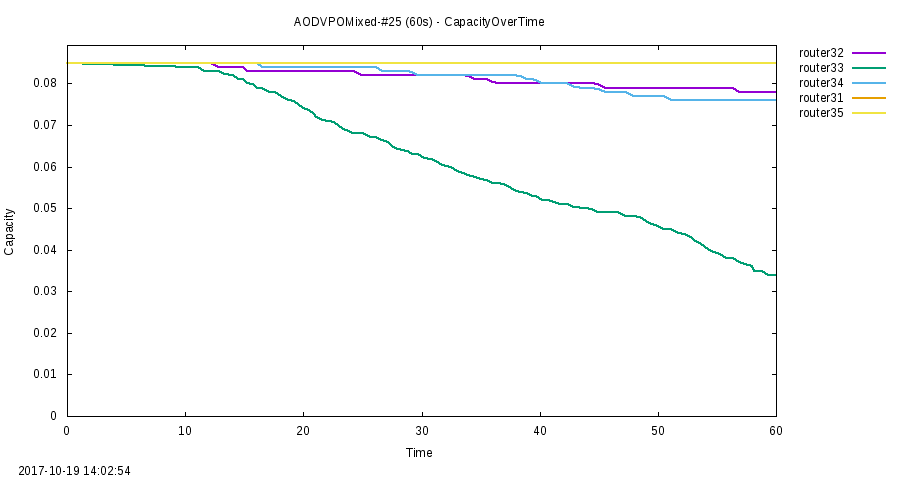 AODVPOMixed-#25 (60s) - CapacityOverTime
router32
router33
router34
router31
router35
0.08
0.07
0.06
0.05
0.04
0.03
0.02
0.01
0
Capacity
0 10 20 30 40 50 60
Time
2017-10-19 14:02:54